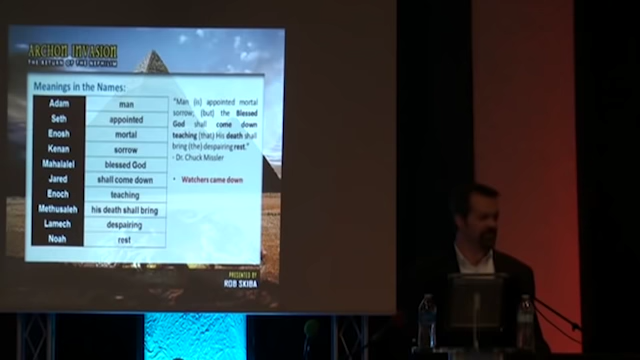 ARCHON INVASION
THE RETURN OF THE NEPHILIM
Meanings in the Names:
Adam man
Seth appointed
Enosh mortal
Kenan sorrow
Mahalalel blessed God
Jared shall come down
Enoch teaching
Methusaleh his death shall bring
Lamech despairing
Noah rest
"Man (is) appointed mortal
sorrow, (but) the Blessed
God shall come down
teaching (that) His death shall
bring (the) despairing rest."
- Dr. Chuck Missler
• Watchers came down
PRESENTED BY
ROB SKIBA